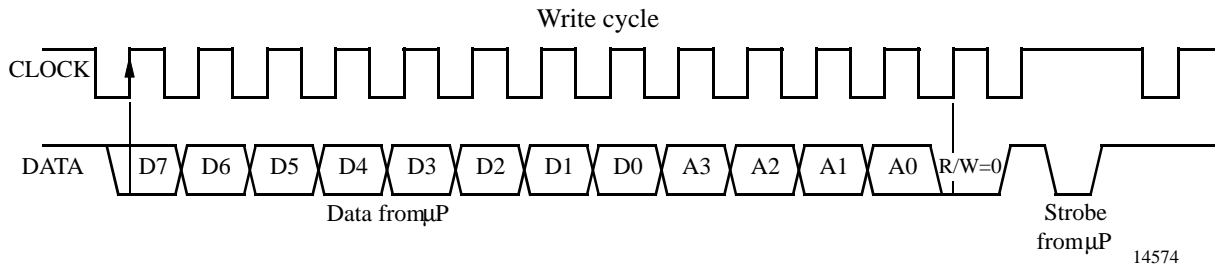 Write cycle
CLOCK
DATA D7 D6 D5 D4 D3 D2 D1 D0 A3 A2 A1 A0 R/W=0
Data fromμP
Strobe
fromμP
14574